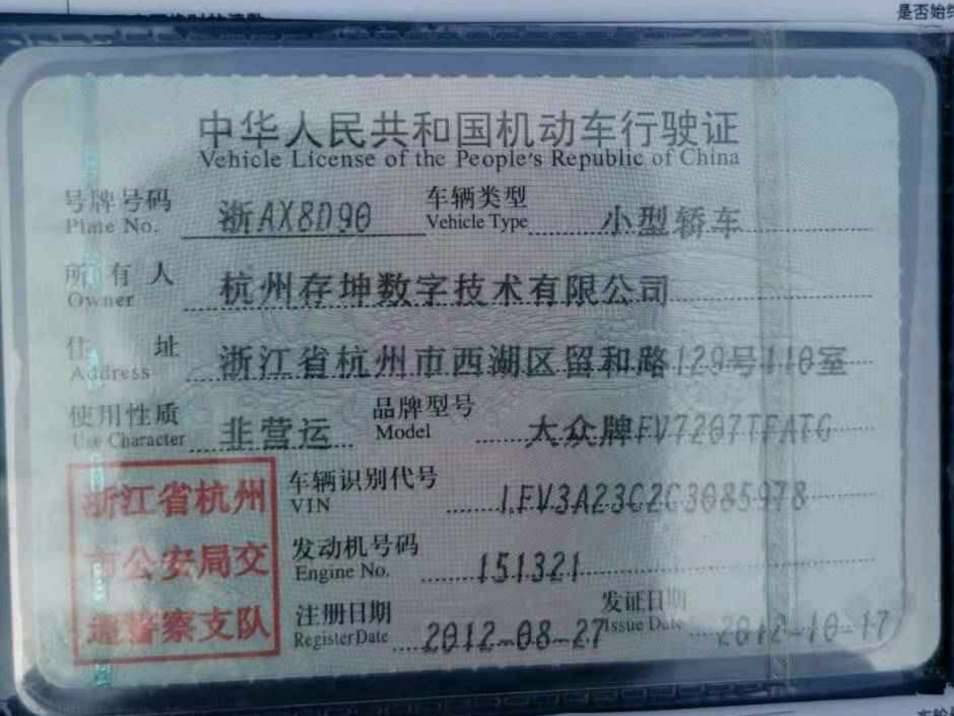 是否始终
中华人民共和国机动车行驶证
Vehicle License of the People's Republic of China
号牌号码 浙AX8D90 车辆类型 小型轿车
Plate No. Vehicle Type
所有人 杭州存坤数字技术有限公司
Owner
住址 浙江省杭州市西湖区留和路129号110室
Address
使用性质 非营运 品牌型号 大众牌FV7207TFATG
Use Character Model
浙江省杭州 车辆识别代号 LFV3A23C2C3085978
VIN
市公安局交 发动机号码 151321
Engine No.
通警察支队 注册日期 2012-08-27 发证日期 2012-10-17
Register Date Issue Date